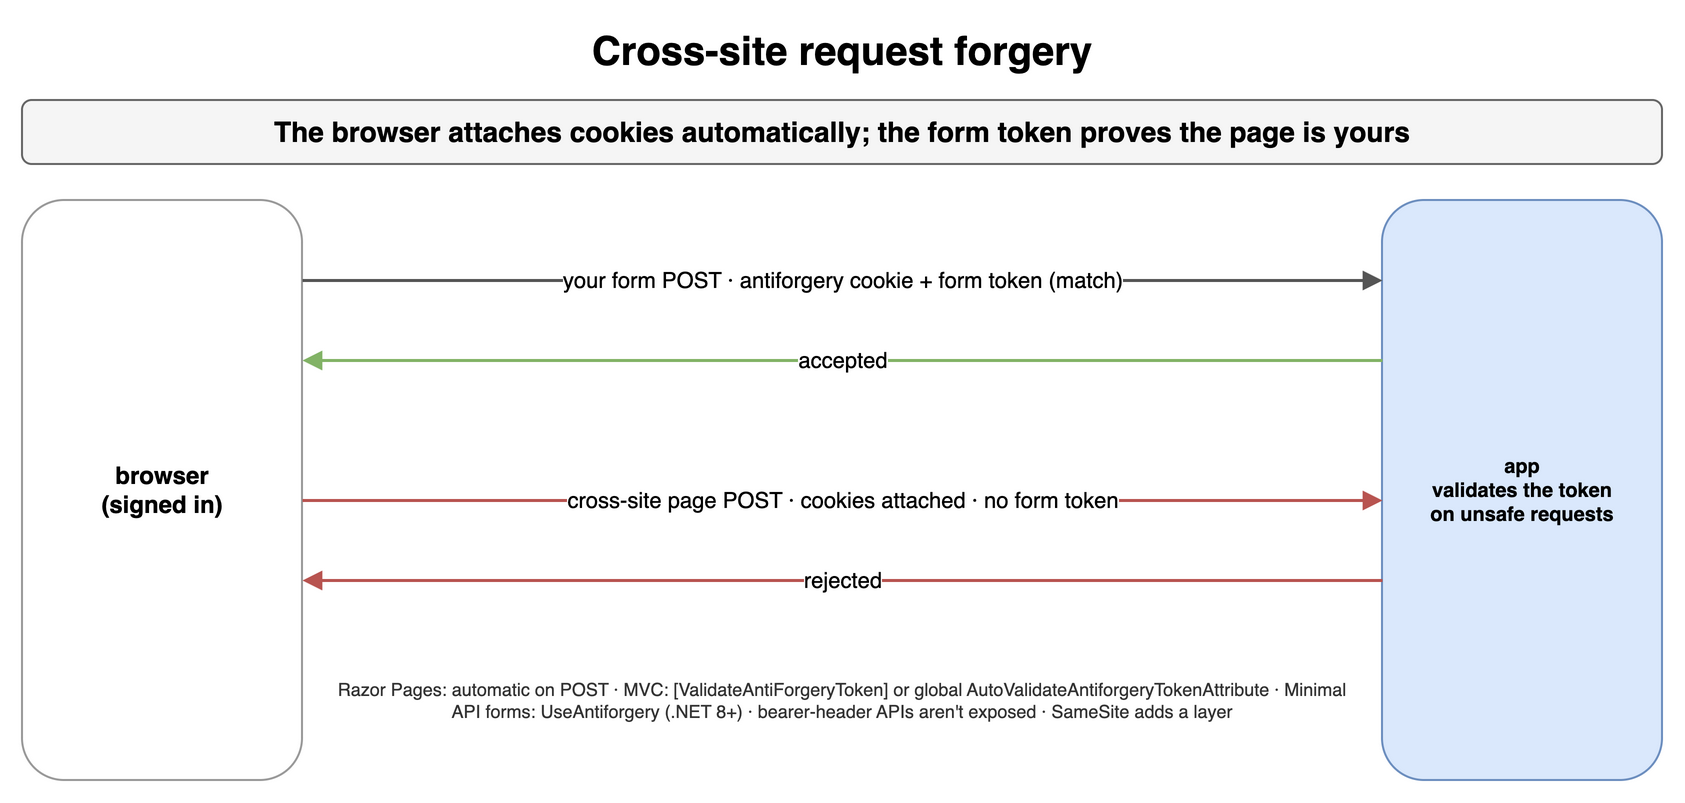 Cross-site request forgery
The browser attaches cookies automatically; the form token proves the page is yours
your form POST · antiforgery cookie + form token (match)
accepted
browser
(signed in)
cross-site page POST · cookies attached · no form token
app
validates the token
on unsafe requests
rejected
Razor Pages: automatic on POST · MVC: [ValidateAntiForgeryToken] or global AutoValidateAntiforgeryTokenAttribute · Minimal
API forms: UseAntiforgery (.NET 8+) · bearer-header APIs aren't exposed · SameSite adds a layer